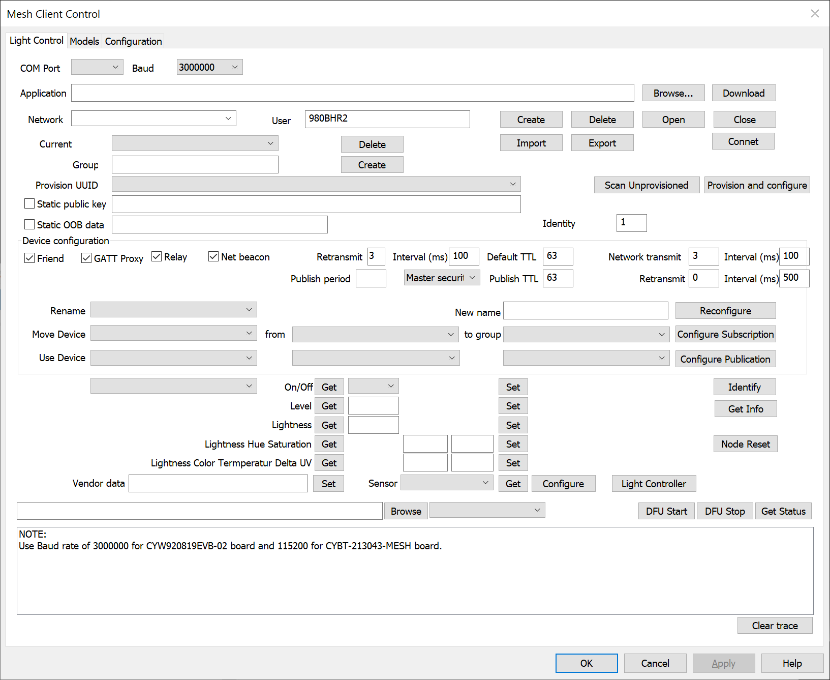 Mesh Client Control
Light Control Models Configuration
COM Port Baud 3000000
Application Browse... Download
Network User 980BHR2 Create Delete Open Close
Current Delete Import Export Connet
Group Create
Provision UUID Scan Unprovisioned Provision and configure
Static public key
Static OOB data Identity 1
Device configuration
Friend GATT Proxy Relay Net beacon Retransmit 3 Interval (ms) 100 Default TTL 63 Network transmit 3 Interval (ms) 100
Publish period Master securit Publish TTL 63 Retransmit 0 Interval (ms) 500
Rename New name Reconfigure
Move Device from to group Configure Subscription
Use Device Configure Publication
On/Off Get Set Identify
Level Get Set Get Info
Lightness Get Set
Lightness Hue Saturation Get Set Node Reset
Lightness Color Termperatur Delta UV Get Set
Vendor data Set Sensor Get Configure Light Controller
Browse DFU Start DFU Stop Get Status
NOTE:
Use Baud rate of 3000000 for CYW920819EVB-02 board and 115200 for CYBT-213043-MESH board.
Clear trace
OK Cancel Apply Help